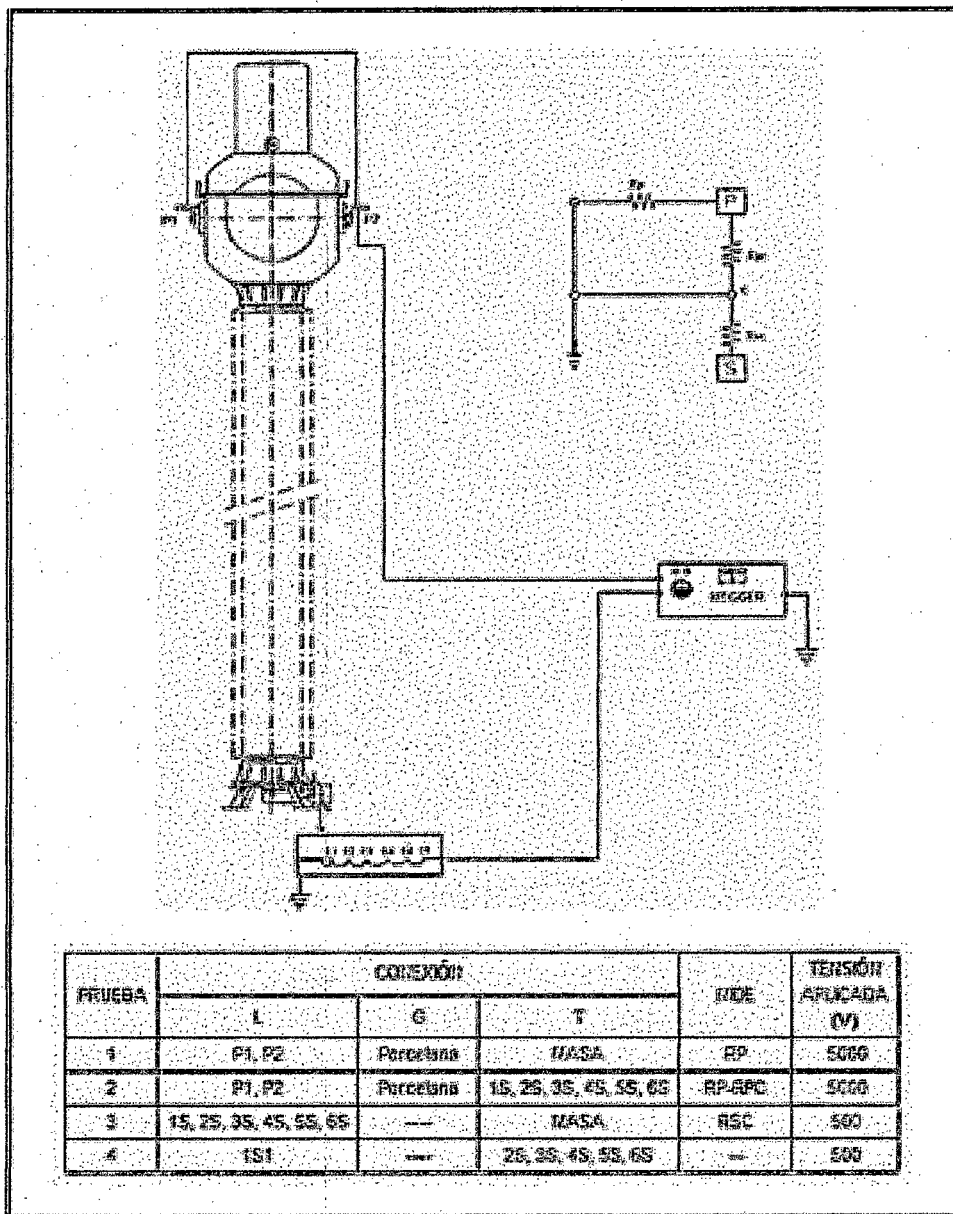 P1
P2
Rp
P
S
MEGGER
PRUEBA
CONEXIÓN
MIDE
TENSIÓN APLICADA (V)
L
G
T
1
P1, P2
Porcelana
MASA
RP
5000
2
P1, P2
Porcelana
1S, 2S, 3S, 4S, 5S, 6S
RP-RPC
5000
3
1S, 2S, 3S, 4S, 5S, 6S
----
MASA
RSC
500
4
1S1
----
2S, 3S, 4S, 5S, 6S
--
500